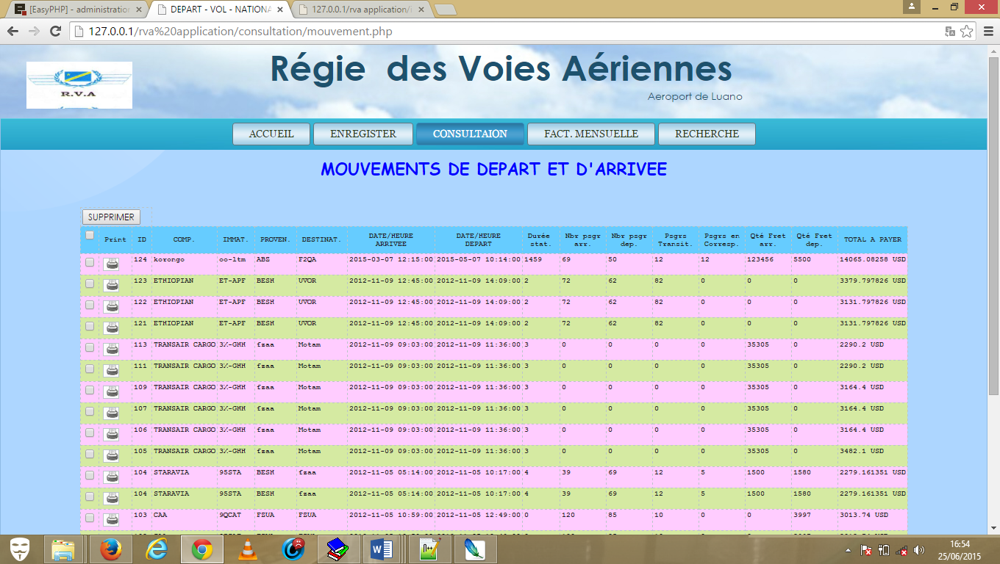 [EasyPHP] - administration
DEPART - VOL - NATIONA
127.0.0.1/rva application/i
127.0.0.1/rva%20application/consultation/mouvement.php
R.V.A
Régie des Voies Aériennes
Aeroport de Luano
ACCUEIL ENREGISTER CONSULTAION FACT. MENSUELLE RECHERCHE
MOUVEMENTS DE DEPART ET D'ARRIVEE
SUPPRIMER
Print ID COMP. IMMAT. PROVEN. DESTINAT. DATE/HEURE ARRIVEE DATE/HEURE DEPART Durée stat. Nbr psgr arr. Nbr psgr dep. Psgrs Transit. Psgrs en Corresp. Qté Fret arr. Qté Fret dep. TOTAL A PAYER
124 korongo oo-ltm ABZ F2QA 2015-03-07 12:15:00 2015-05-07 10:14:00 1459 69 50 12 12 123456 5500 14065.08258 USD
123 ETHIOPIAN ET-APF BESH UVOR 2012-11-09 12:45:00 2012-11-09 14:09:00 2 72 62 82 0 0 0 3379.797826 USD
122 ETHIOPIAN ET-APF BESH UVOR 2012-11-09 12:45:00 2012-11-09 14:09:00 2 72 62 82 0 0 0 3131.797826 USD
121 ETHIOPIAN ET-APF BESH UVOR 2012-11-09 12:45:00 2012-11-09 14:09:00 2 72 62 82 0 0 0 3131.797826 USD
113 TRANSAIR CARGO 3%-GHH fzaa Motam 2012-11-09 09:03:00 2012-11-09 11:36:00 3 0 0 0 0 35305 0 2290.2 USD
111 TRANSAIR CARGO 3%-GHH fzaa Motam 2012-11-09 09:03:00 2012-11-09 11:36:00 3 0 0 0 0 35305 0 2290.2 USD
109 TRANSAIR CARGO 3%-GHH fzaa Motam 2012-11-09 09:03:00 2012-11-09 11:36:00 3 0 0 0 0 35305 0 3164.4 USD
107 TRANSAIR CARGO 3%-GHH fzaa Motam 2012-11-09 09:03:00 2012-11-09 11:36:00 3 0 0 0 0 35305 0 3164.4 USD
106 TRANSAIR CARGO 3%-GHH fzaa Motam 2012-11-09 09:03:00 2012-11-09 11:36:00 3 0 0 0 0 35305 0 3164.4 USD
105 TRANSAIR CARGO 3%-GHH fzaa Motam 2012-11-09 09:03:00 2012-11-09 11:36:00 3 0 0 0 0 35305 0 3482.1 USD
104 STARAVIA 95STA BESH fzaa 2012-11-05 05:14:00 2012-11-05 10:17:00 4 39 69 12 5 1500 1580 2279.161351 USD
104 STARAVIA 95STA BESH fzaa 2012-11-05 05:14:00 2012-11-05 10:17:00 4 39 69 12 5 1500 1580 2279.161351 USD
103 CAA 9QCAT FZUA FZUA 2012-11-05 10:59:00 2012-11-05 12:49:00 0 120 85 10 0 0 3997 3013.74 USD
16:54
25/06/2015